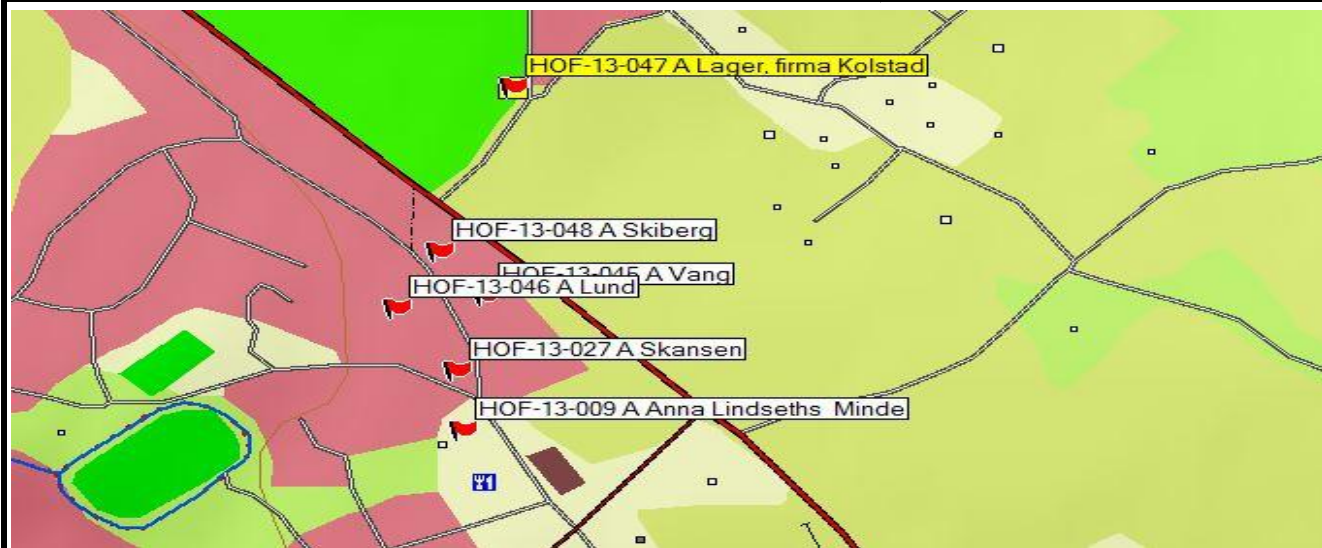 HOF-13-047 A Lager, firma Kolstad
HOF-13-048 A Skiberg
HOF-13-045 A Vang
HOF-13-046 A Lund
HOF-13-027 A Skansen
HOF-13-009 A Anna Lindseths Minde